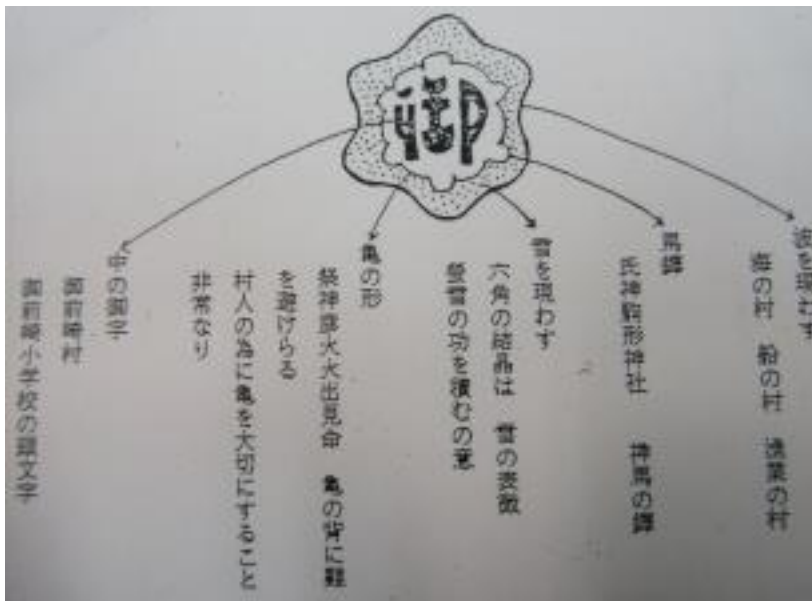 波を現わす
海の村 船の村 漁業の村
馬鐔
氏神駒形神社 神馬の鐔
雪を現わす
六角の結晶は 雪の表徴
螢雪の功を積むの意
亀の形
祭神彦火火出見命 亀の背に難
を避けらる
村人の為に亀を大切にすること
非常なり
中の御字
御前崎村
御前崎小学校の頭文字
御